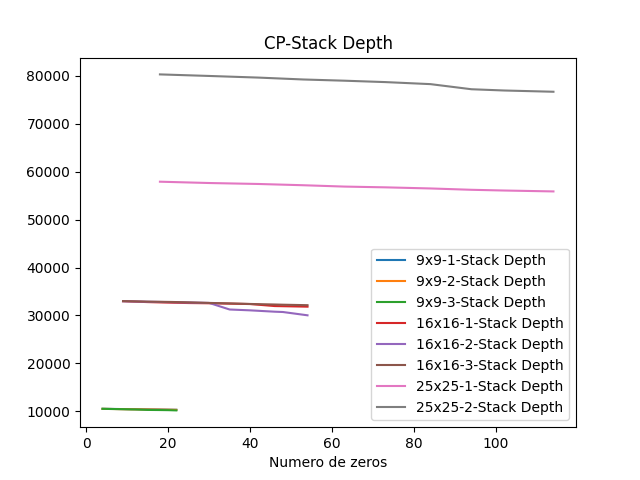 CP-Stack Depth
80000
70000
60000
50000
40000
30000
20000
10000
9x9-1-Stack Depth
9x9-2-Stack Depth
9x9-3-Stack Depth
16x16-1-Stack Depth
16x16-2-Stack Depth
16x16-3-Stack Depth
25x25-1-Stack Depth
25x25-2-Stack Depth
0 20 40 60 80 100
Numero de zeros